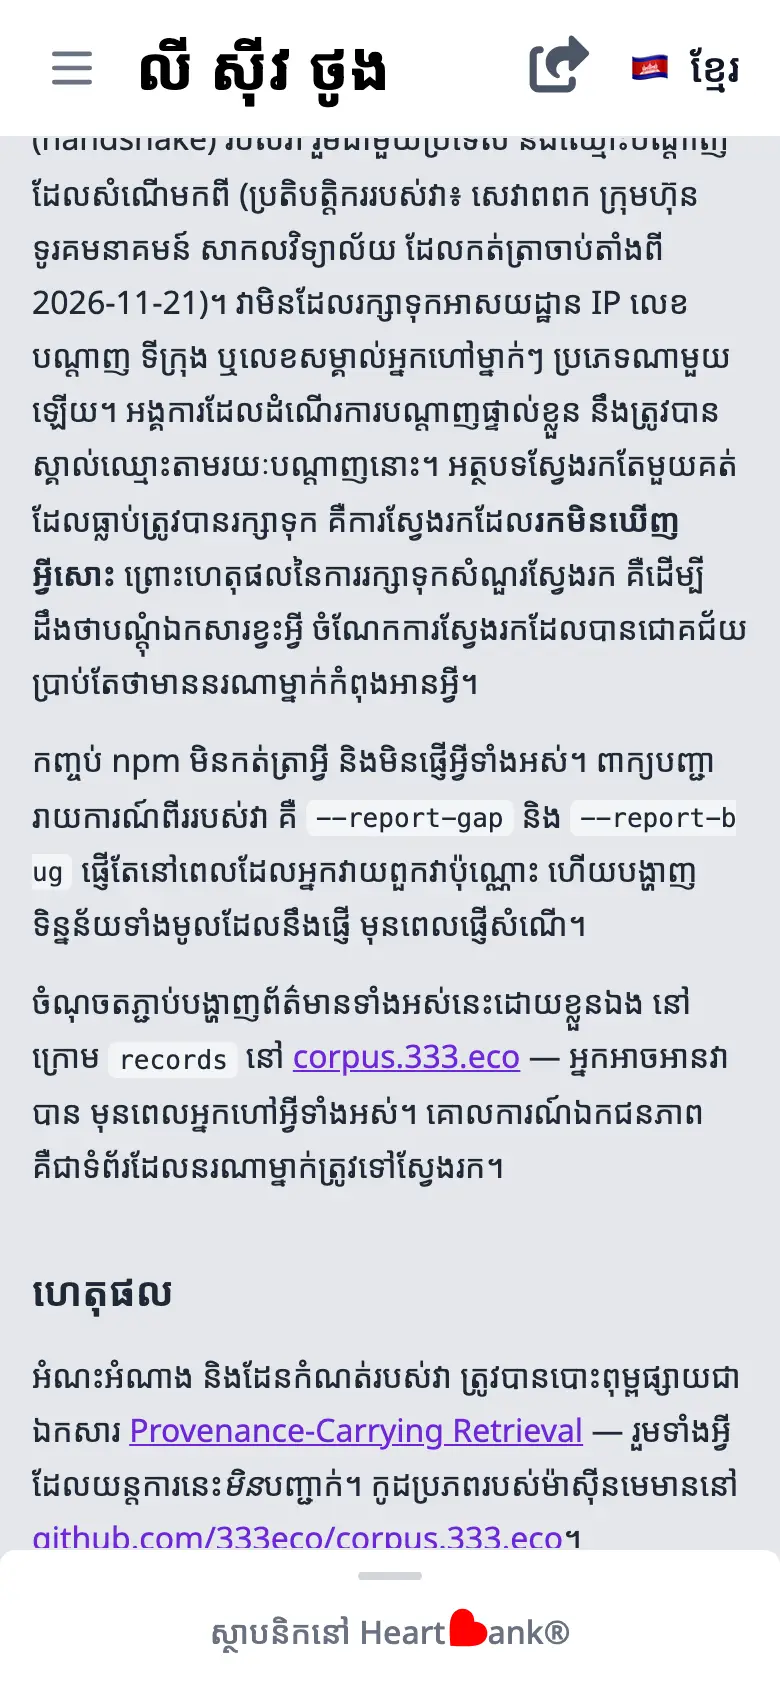 លី ស៊ីវ ថូង
ខ្មែរ
(handshake) របស់វា រួមជាមួយប្រទេស និងឈ្មោះបណ្តាញ
ដែលសំណើមកពី (ប្រតិបត្តិកររបស់វា៖ សេវាពពក ក្រុមហ៊ុន
ទូរគមនាគមន៍ សាកលវិទ្យាល័យ ដែលកត់ត្រាចាប់តាំងពី
2026-11-21)។ វាមិនដែលរក្សាទុកអាសយដ្ឋាន IP លេខ
បណ្តាញ ទីក្រុង ឬលេខសម្គាល់អ្នកហៅម្នាក់ៗ ប្រភេទណាមួយ
ឡើយ។ អង្គការដែលដំណើរការបណ្តាញផ្ទាល់ខ្លួន នឹងត្រូវបាន
ស្គាល់ឈ្មោះតាមរយៈបណ្តាញនោះ។ អត្ថបទស្វែងរកតែមួយគត់
ដែលធ្លាប់ត្រូវបានរក្សាទុក គឺការស្វែងរកដែលរកមិនឃើញ
អ្វីសោះ ព្រោះហេតុផលនៃការរក្សាទុកសំណួរស្វែងរក គឺដើម្បី
ដឹងថាបណ្តុំឯកសារខ្វះអ្វី ចំណែកការស្វែងរកដែលបានជោគជ័យ
ប្រាប់តែថាមាននរណាម្នាក់កំពុងអានអ្វី។
កញ្ចប់ npm មិនកត់ត្រាអ្វី និងមិនផ្ញើអ្វីទាំងអស់។ ពាក្យបញ្ជា
រាយការណ៍ពីររបស់វា គឺ --report-gap និង --report-b
ug ផ្ញើតែនៅពេលដែលអ្នកវាយពួកវាប៉ុណ្ណោះ ហើយបង្ហាញ
ទិន្នន័យទាំងមូលដែលនឹងផ្ញើ មុនពេលផ្ញើសំណើ។
ចំណុចតភ្ជាប់បង្ហាញព័ត៌មានទាំងអស់នេះដោយខ្លួនឯង នៅ
ក្រោម records នៅ corpus.333.eco — អ្នកអាចអានវា
បាន មុនពេលអ្នកហៅអ្វីទាំងអស់។ គោលការណ៍ឯកជនភាព
គឺជាទំព័រដែលនរណាម្នាក់ត្រូវទៅស្វែងរក។
ហេតុផល
អំណះអំណាង និងដែនកំណត់របស់វា ត្រូវបានបោះពុម្ពផ្សាយជា
ឯកសារ Provenance-Carrying Retrieval — រួមទាំងអ្វី
ដែលយន្តការនេះមិនបញ្ជាក់។ កូដប្រភពរបស់ម៉ាស៊ីនមេមាននៅ
github.com/333eco/corpus.333.eco។
ស្ថាបនិកនៅ Heart ank®